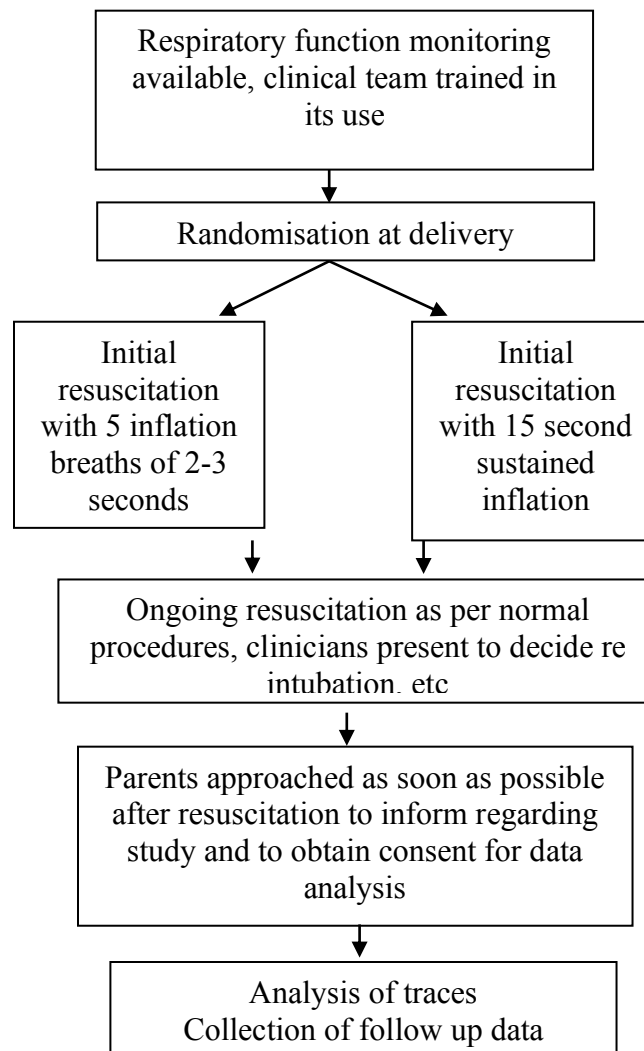 Respiratory function monitoring
available, clinical team trained in
its use
Randomisation at delivery
Initial
resuscitation
with 5 inflation
breaths of 2-3
seconds
Initial
resuscitation
with 15 second
sustained
inflation
Ongoing resuscitation as per normal
procedures, clinicians present to decide re
intubation, etc
Parents approached as soon as possible
after resuscitation to inform regarding
study and to obtain consent for data
analysis
Analysis of traces
Collection of follow up data